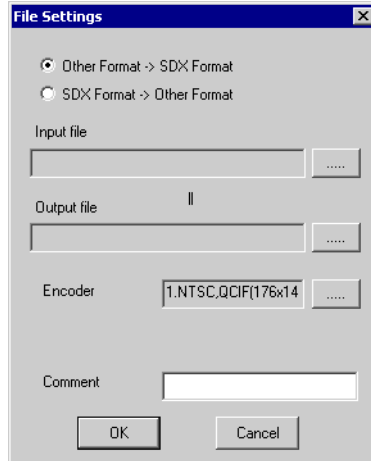 File Settings
Other Format -> SDX Format
SDX Format -> Other Format
Input file
.....
||
Output file
.....
Encoder
1.NTSC,QCIF(176x14
.....
Comment
OK
Cancel